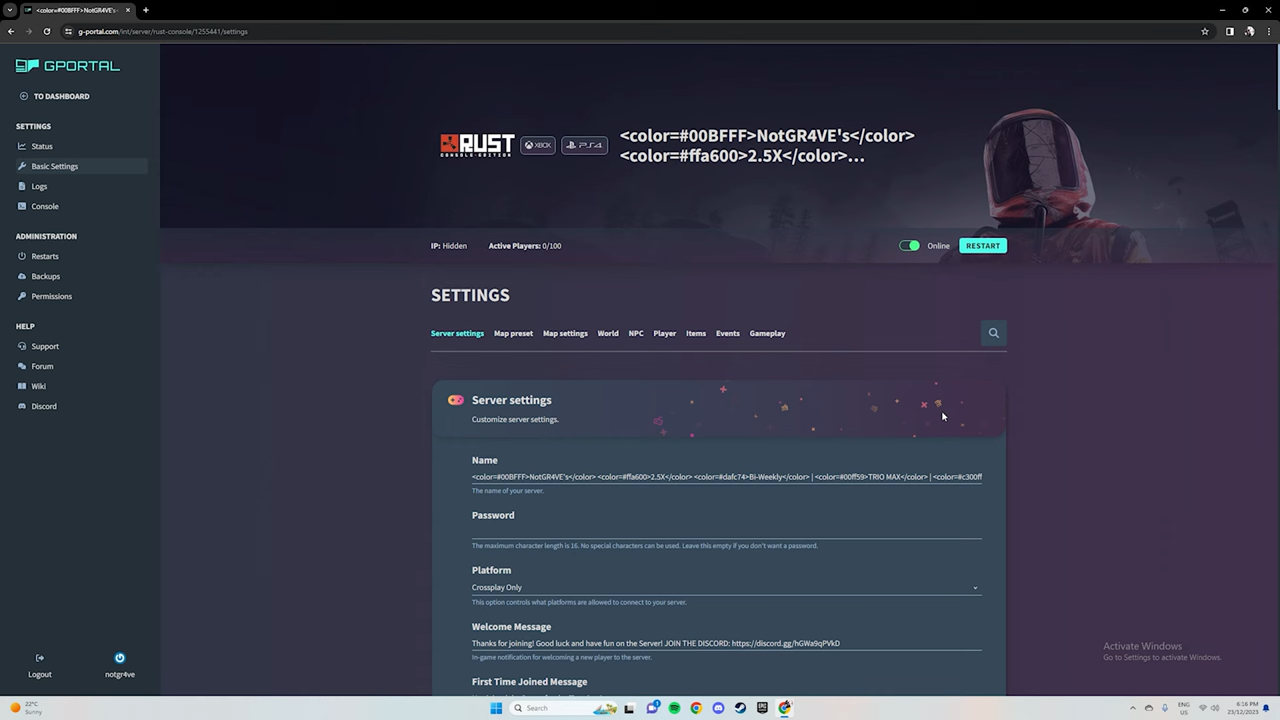 <color=#00BFFF>NotGR4VE's
g-portal.com/int/server/rust-console/1255441/settings
GPORTAL
TO DASHBOARD
SETTINGS
Status
Basic Settings
Logs
Console
ADMINISTRATION
Restarts
Backups
Permissions
HELP
Support
Forum
Wiki
Discord
Logout
notgr4ve
RUST
CONSOLE EDITION
XBOX
PS4
<color=#00BFFF>NotGR4VE's</color>
<color=#ffa600>2.5X</color>...
IP: Hidden Active Players: 0/100 Online RESTART
SETTINGS
Server settings Map preset Map settings World NPC Player Items Events Gameplay
Server settings
Customize server settings.
Name
<color=#00BFFF>NotGR4VE's</color> <color=#ffa600>2.5X</color> <color=#dafc74>Bi-Weekly</color> | <color=#00ff59>TRIO MAX</color> | <color=#c300ff
The name of your server.
Password
The maximum character length is 16. No special characters can be used. Leave this empty if you don't want a password.
Platform
Crossplay Only
This option controls what platforms are allowed to connect to your server.
Welcome Message
Thanks for joining! Good luck and have fun on the Server! JOIN THE DISCORD: https://discord.gg/hGWa9qPVkD
In-game notification for welcoming a new player to the server.
First Time Joined Message
Activate Windows
Go to Settings to activate Windows.
22°C
Sunny
Search
ENG
US
6:16 PM
23/12/2023